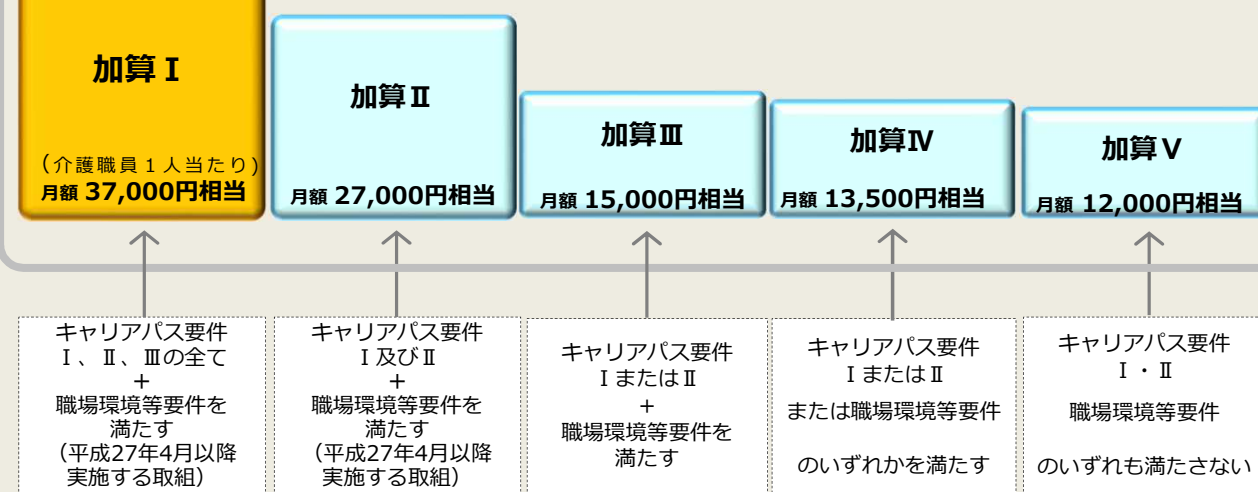 加算Ⅰ
(介護職員１人当たり)
月額 37,000円相当
加算Ⅱ
月額 27,000円相当
加算Ⅲ
月額 15,000円相当
加算Ⅳ
月額 13,500円相当
加算Ⅴ
月額 12,000円相当
キャリアパス要件
Ⅰ、Ⅱ、Ⅲの全て
+
職場環境等要件を
満たす
（平成27年4月以降
実施する取組）
キャリアパス要件
Ⅰ及びⅡ
+
職場環境等要件を
満たす
（平成27年4月以降
実施する取組）
キャリアパス要件
ⅠまたはⅡ
+
職場環境等要件を
満たす
キャリアパス要件
ⅠまたはⅡ
または職場環境等要件
のいずれかを満たす
キャリアパス要件
Ⅰ・Ⅱ
職場環境等要件
のいずれも満たさない